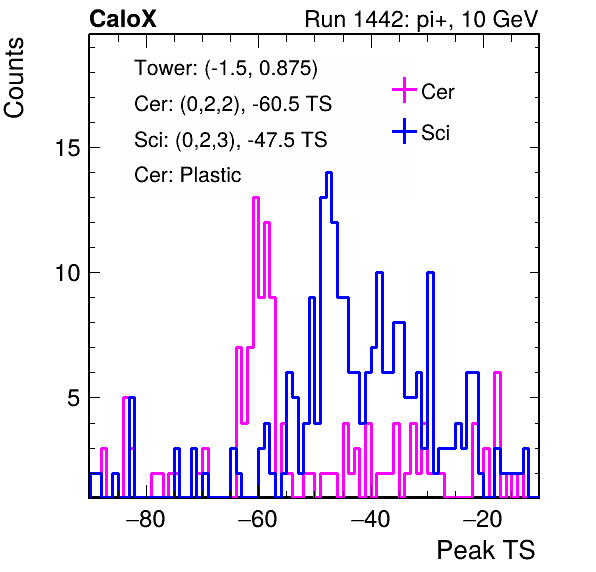 CaloX Run 1442: pi+, 10 GeV
Counts
Tower: (-1.5, 0.875)
Cer: (0,2,2), -60.5 TS
Sci: (0,2,3), -47.5 TS
Cer: Plastic
Cer
Sci
15
10
5
−80 −60 −40 −20
Peak TS